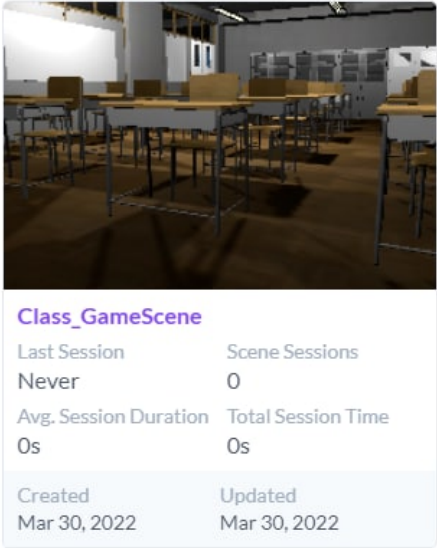 Class_GameScene
Last Session Scene Sessions
Never 0
Avg. Session Duration Total Session Time
0s 0s
Created Updated
Mar 30, 2022 Mar 30, 2022